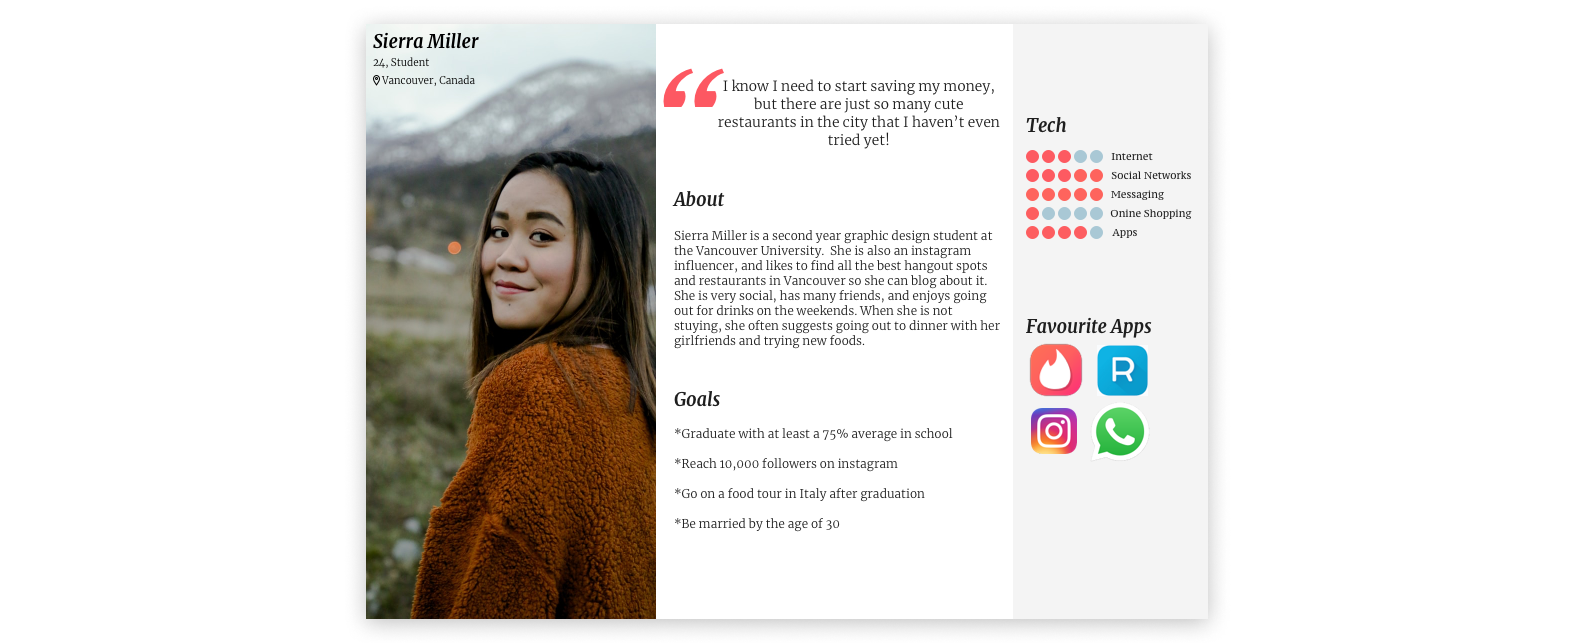 Sierra Miller
24, Student
Vancouver, Canada
I know I need to start saving my money,
but there are just so many cute
restaurants in the city that I haven’t even
tried yet!
About
Sierra Miller is a second year graphic design student at
the Vancouver University.  She is also an instagram
influencer, and likes to find all the best hangout spots
and restaurants in Vancouver so she can blog about it.
She is very social, has many friends, and enjoys going
out for drinks on the weekends. When she is not
stuying, she often suggests going out to dinner with her
girlfriends and trying new foods.
Goals
*Graduate with at least a 75% average in school
*Reach 10,000 followers on instagram
*Go on a food tour in Italy after graduation
*Be married by the age of 30
Tech
Internet
Social Networks
Messaging
Onine Shopping
Apps
Favourite Apps
R